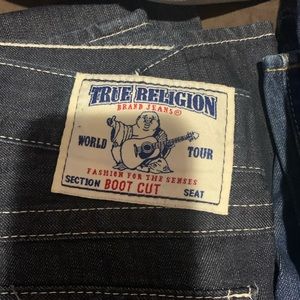 TRUE RELIGION
BRAND JEANS®
WORLD TOUR
FASHION FOR THE SENSES
SECTION BOOT CUT SEAT